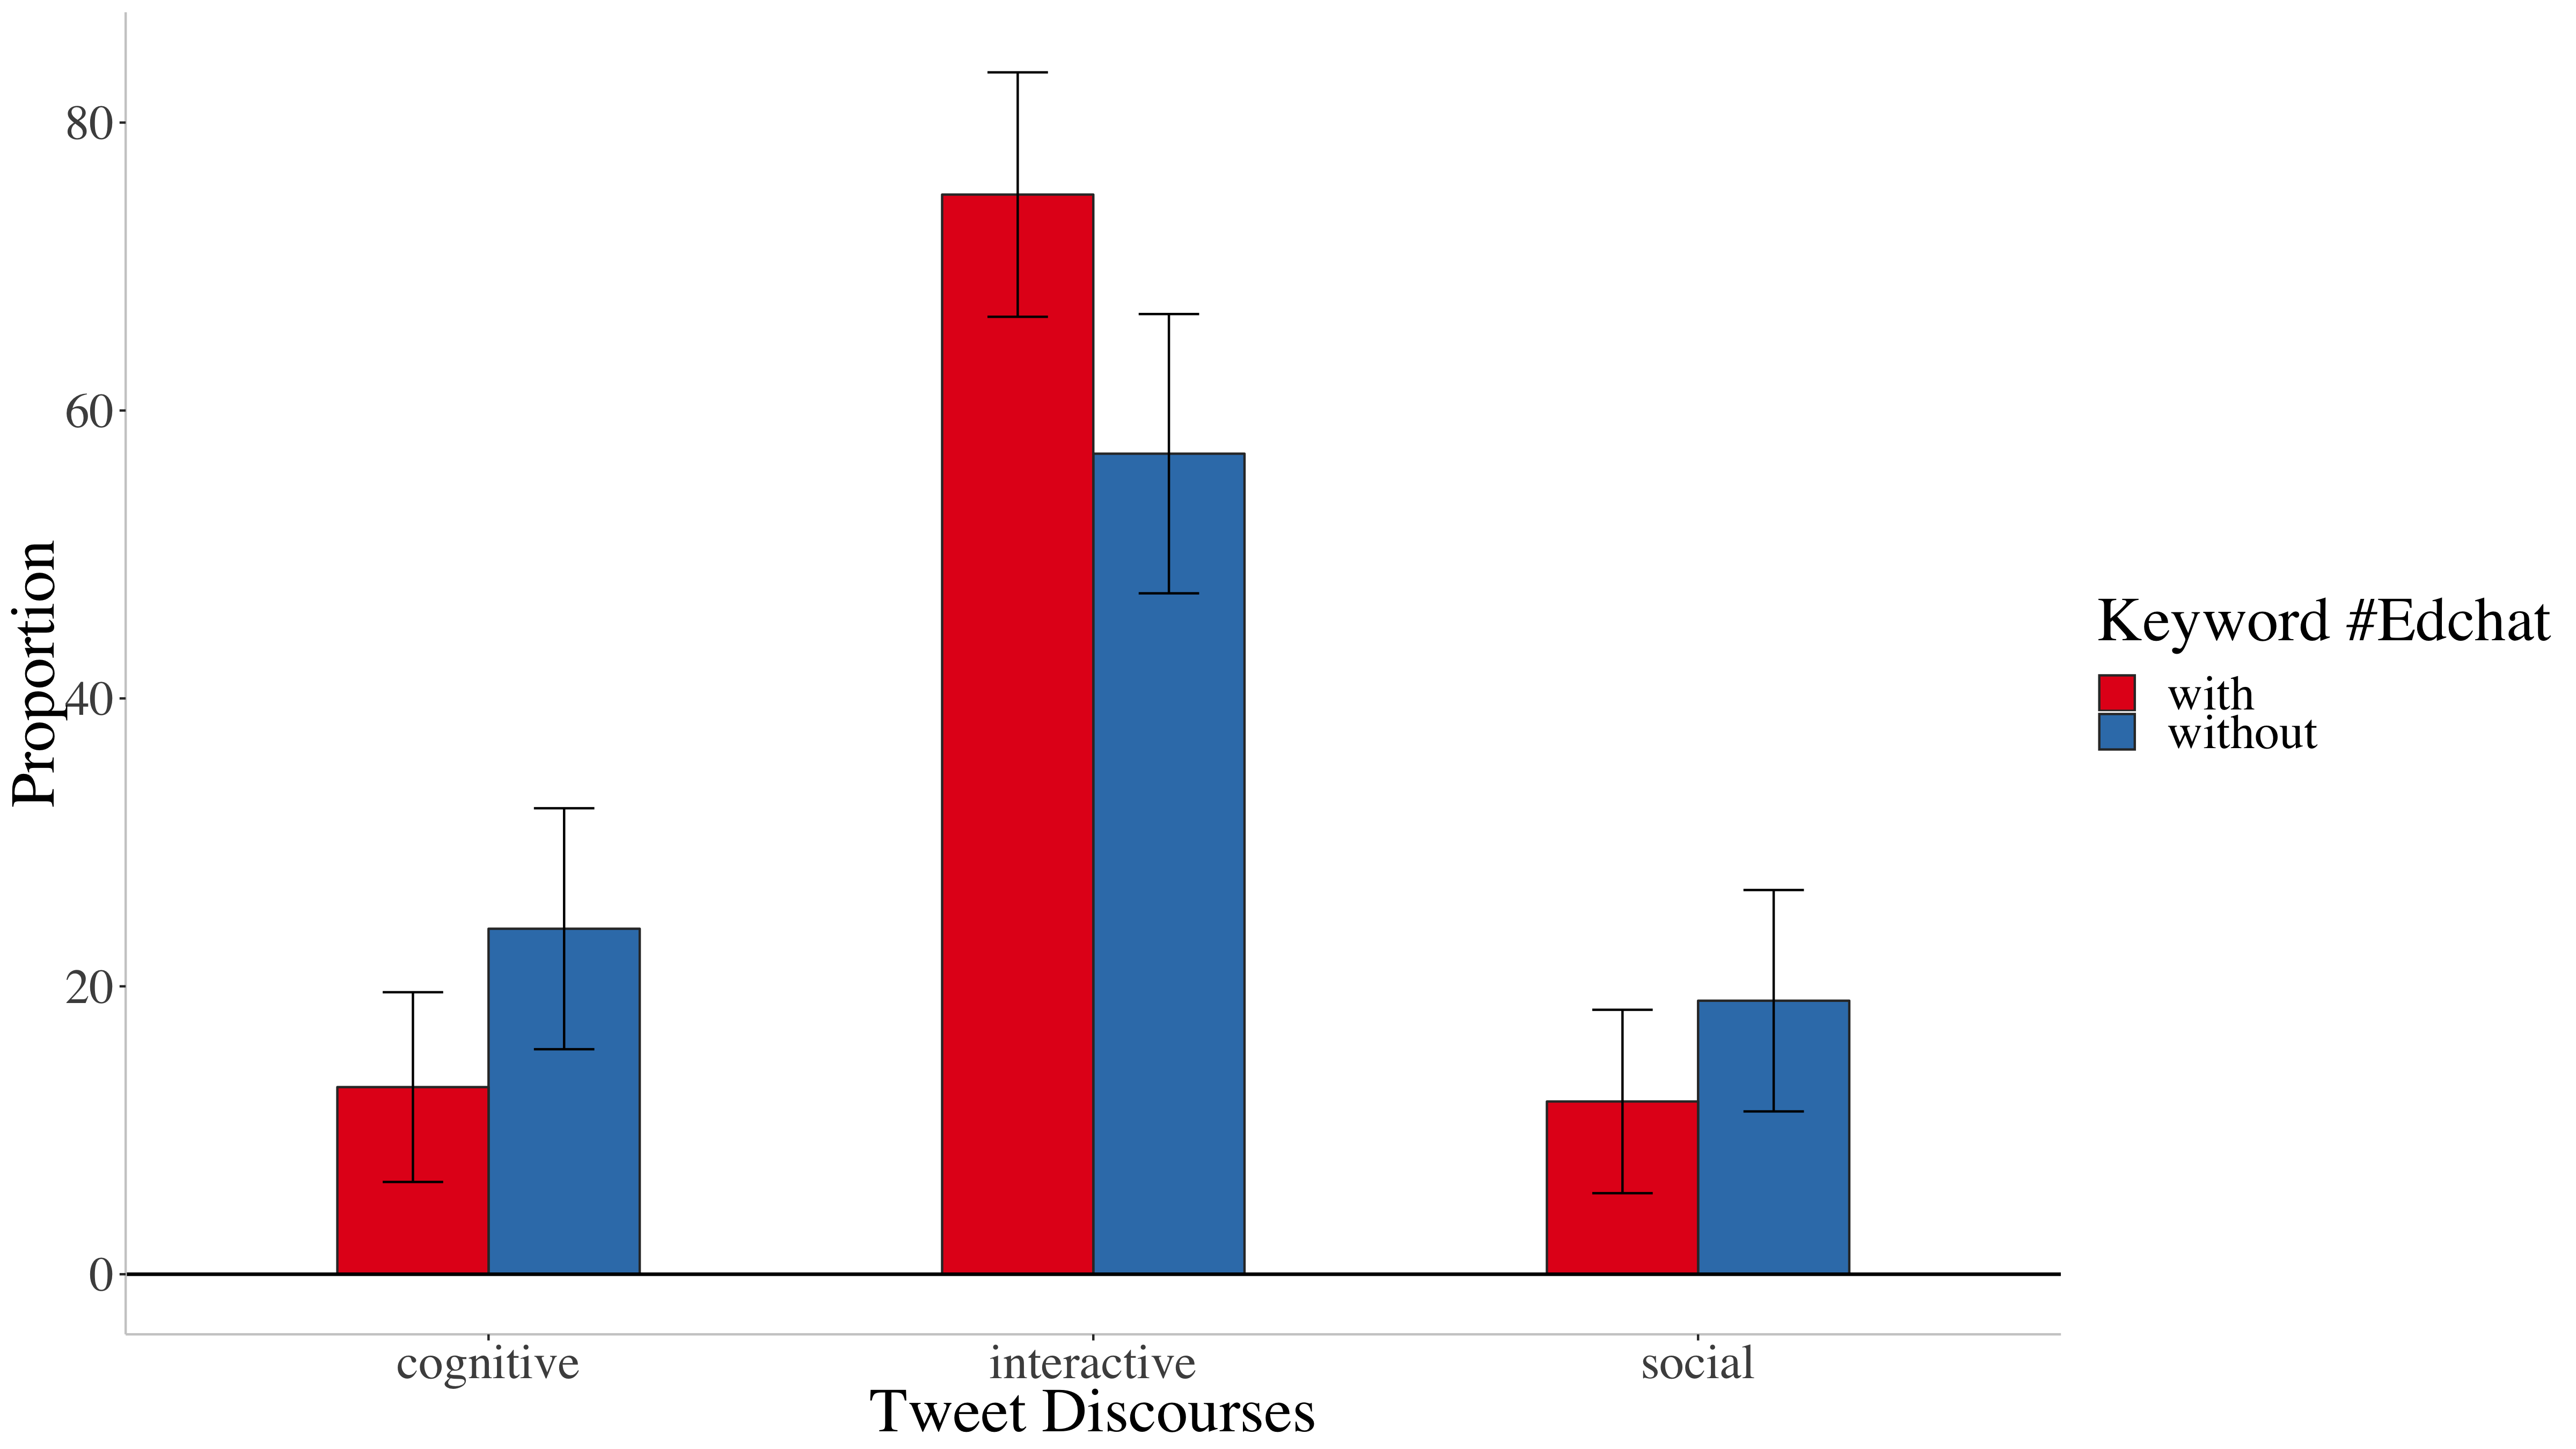 Proportion
80
60
40
20
0
cognitive interactive social
Tweet Discourses
Keyword #Edchat
with
without